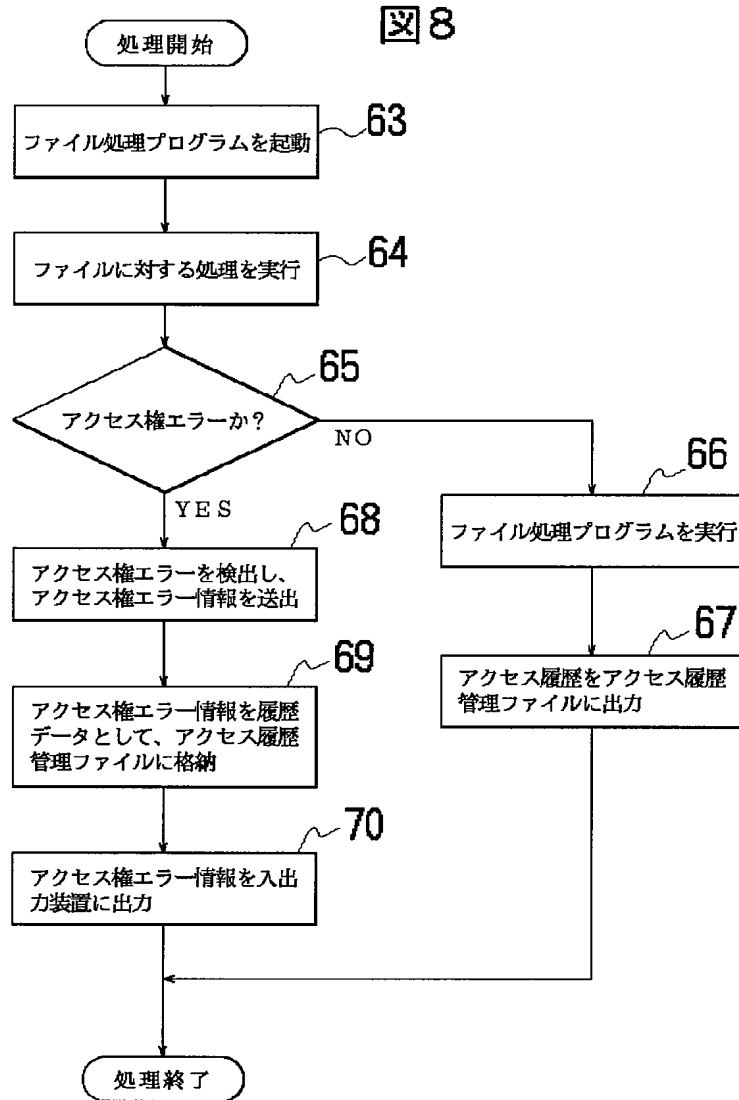 図8
処理開始
ファイル処理プログラムを起動
63
ファイルに対する処理を実行
64
アクセス権エラーか?
65
NO
YES
ファイル処理プログラムを実行
66
アクセス履歴をアクセス履歴
管理ファイルに出力
67
アクセス権エラーを検出し、
アクセス権エラー情報を送出
68
アクセス権エラー情報を履歴
データとして、アクセス履歴
管理ファイルに格納
69
アクセス権エラー情報を入出
力装置に出力
70
処理終了